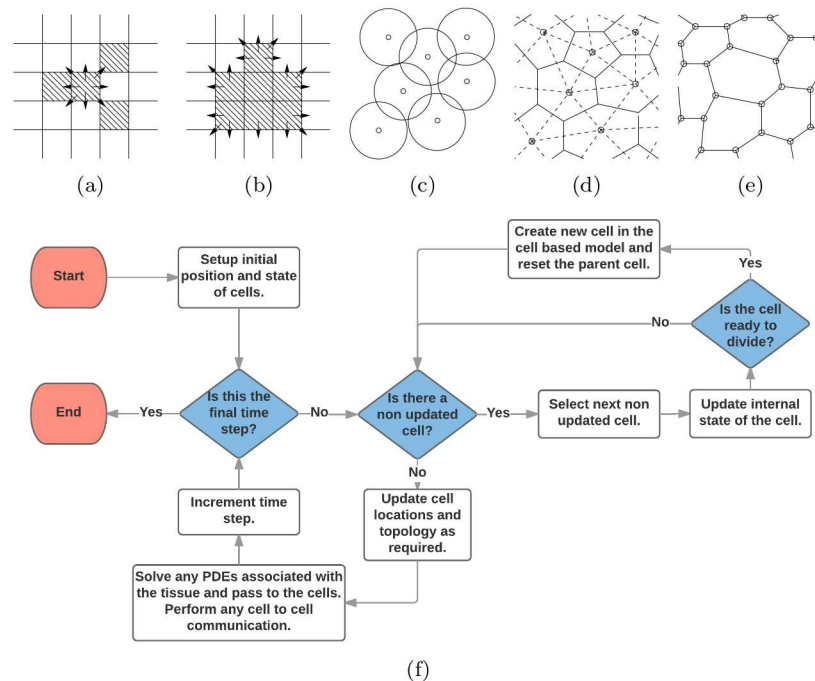 (a)
(b)
(c)
(d)
(e)
Start
Setup initial
position and state
of cells.
Create new cell in the
cell based model and
reset the parent cell.
Yes
Is the cell
ready to
divide?
No
End
Yes
Is this the
final time
step?
No
Is there a
non updated
cell?
Yes
Select next non
updated cell.
Update internal
state of the cell.
No
Increment time
step.
Update cell
locations and
topology as
required.
Solve any PDEs associated with
the tissue and pass to the cells.
Perform any cell to cell
communication.
(f)